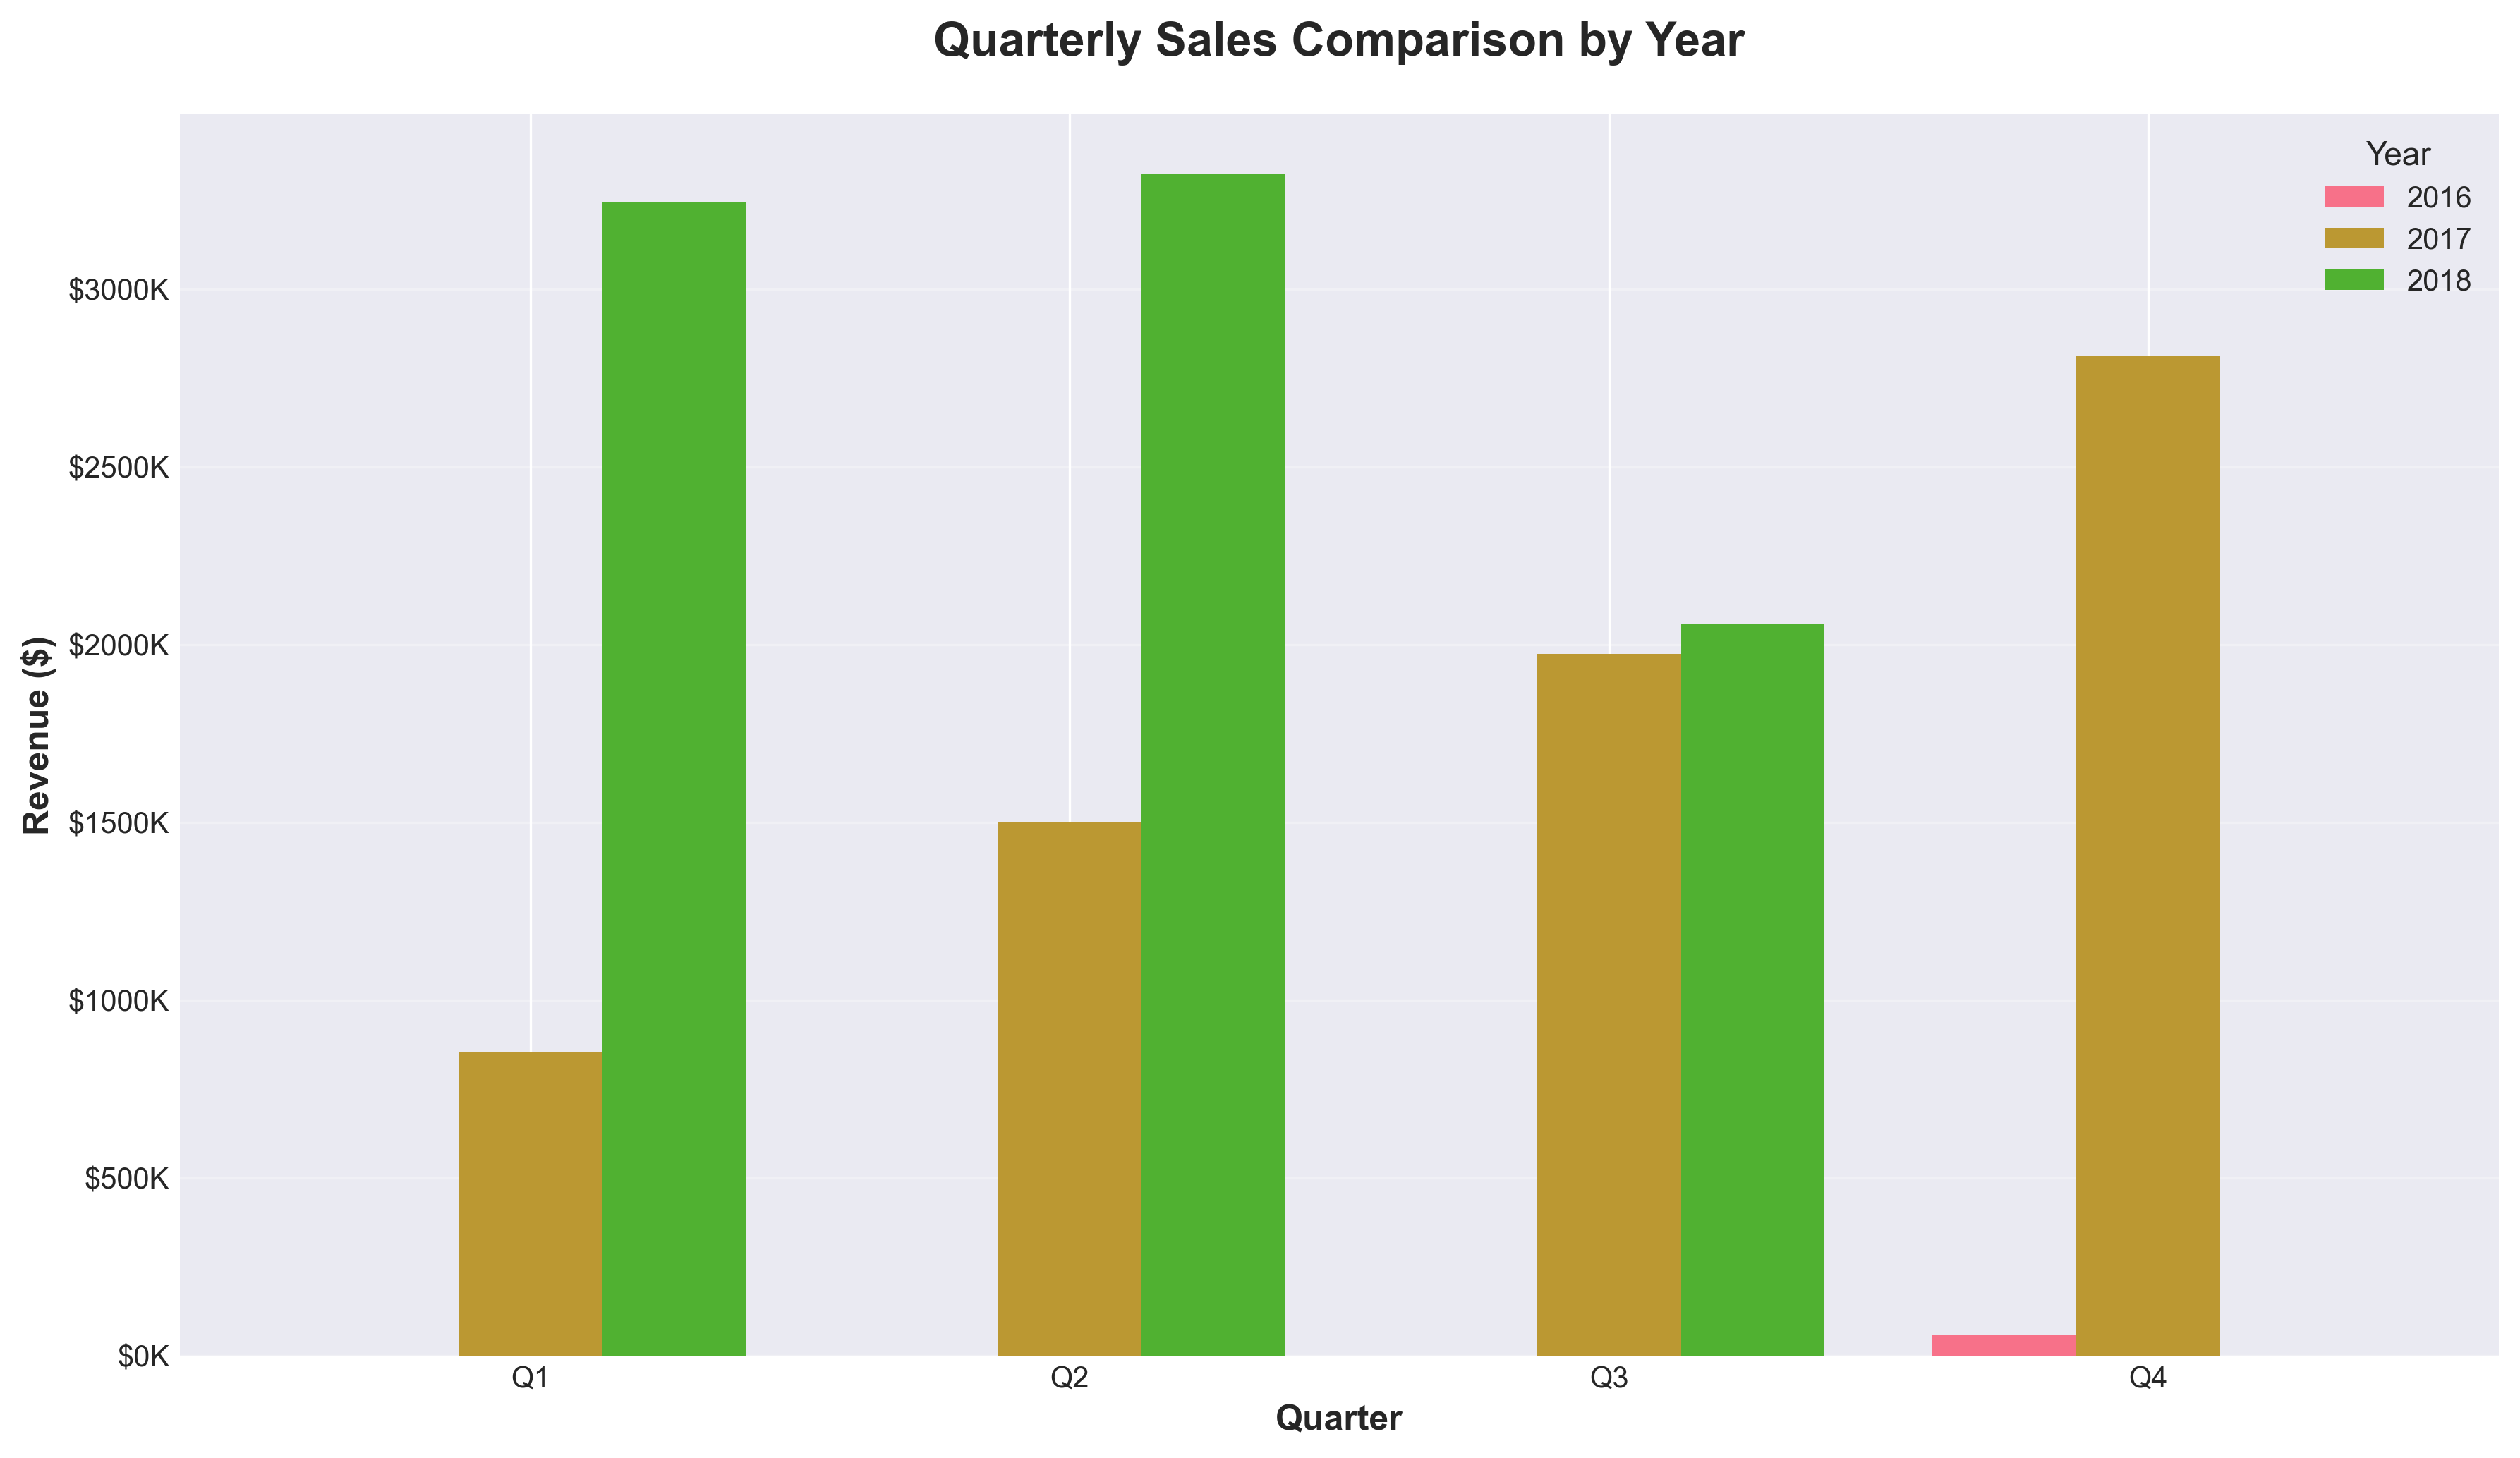 Quarterly Sales Comparison by Year
Year
2016
2017
2018
$3000K
$2500K
$2000K
$1500K
$1000K
$500K
$0K
Revenue ($)
Q1
Q2
Q3
Q4
Quarter